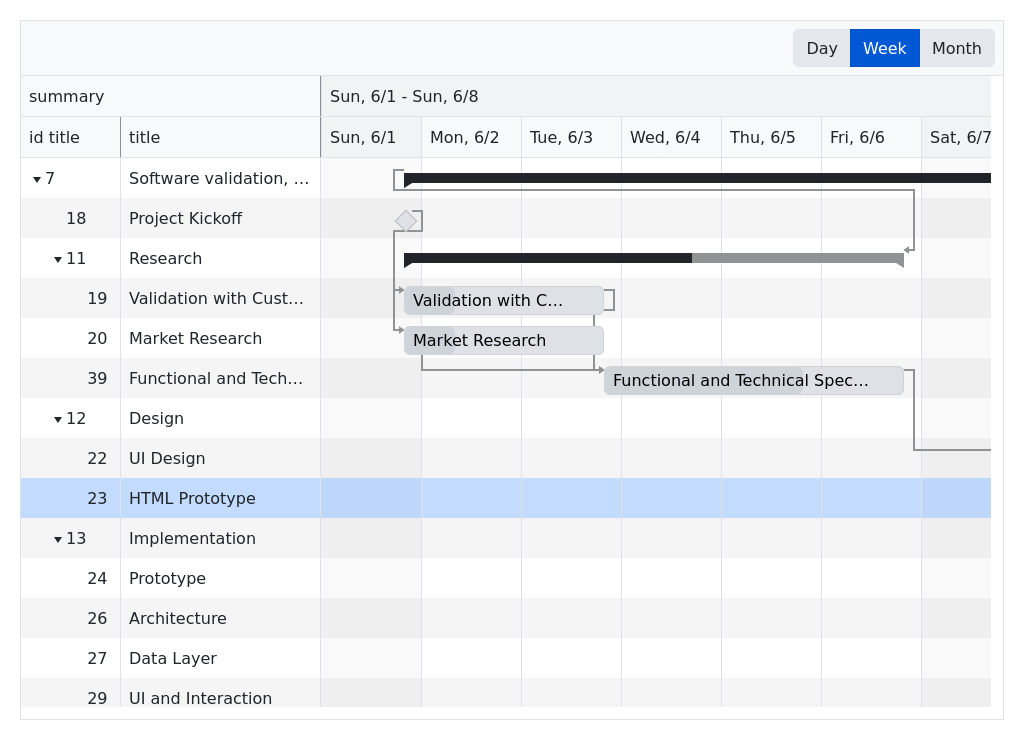 Day Week Month
summary Sun, 6/1 - Sun, 6/8
id title title Sun, 6/1 Mon, 6/2 Tue, 6/3 Wed, 6/4 Thu, 6/5 Fri, 6/6 Sat, 6/7
7 Software validation, …
18 Project Kickoff
11 Research
19 Validation with Cust… Validation with C…
20 Market Research Market Research
39 Functional and Tech… Functional and Technical Spec…
12 Design
22 UI Design
23 HTML Prototype
13 Implementation
24 Prototype
26 Architecture
27 Data Layer
29 UI and Interaction